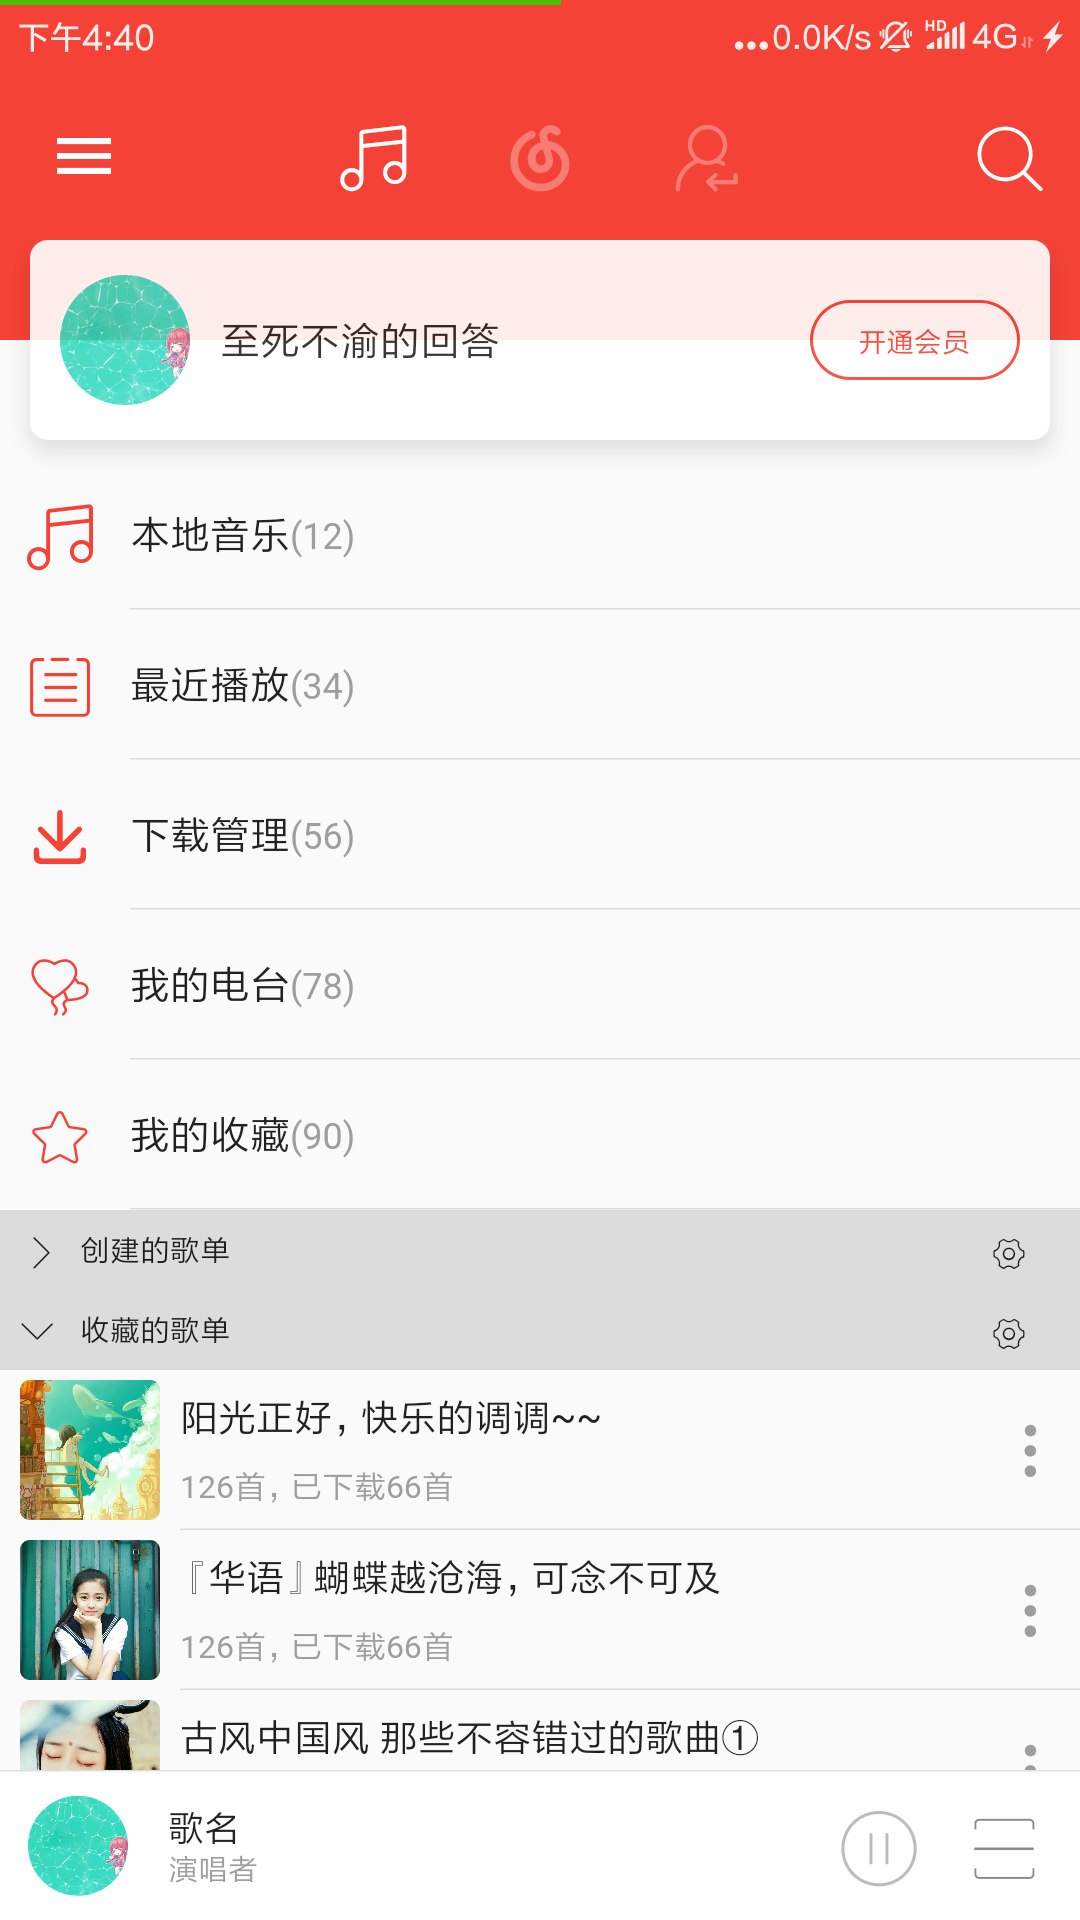 下午4:40
...0.0K/s HD 4G
至死不渝的回答
开通会员
本地音乐(12)
最近播放(34)
下载管理(56)
我的电台(78)
我的收藏(90)
创建的歌单
收藏的歌单
阳光正好，快乐的调调~~
126首，已下载66首
『华语』蝴蝶越沧海，可念不可及
126首，已下载66首
古风中国风 那些不容错过的歌曲①
歌名
演唱者